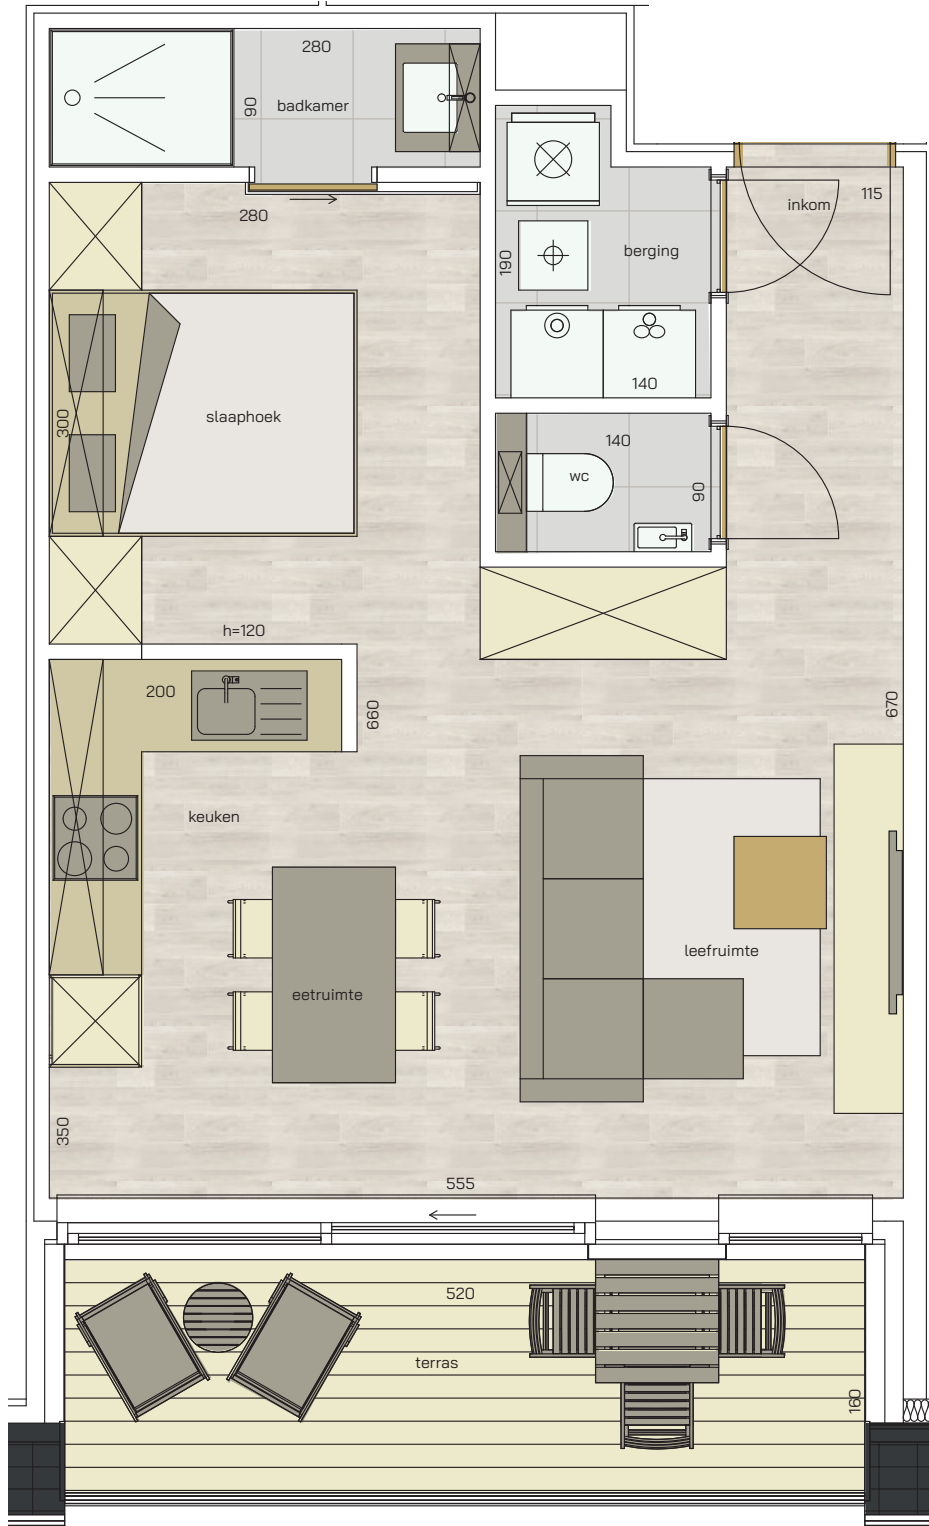 280
90
badkamer
280
115
inkom
190
berging
140
300
slaaphoek
140
wc
90
h=120
200
660
670
keuken
leefruimte
eetruimte
350
555
520
terras
160